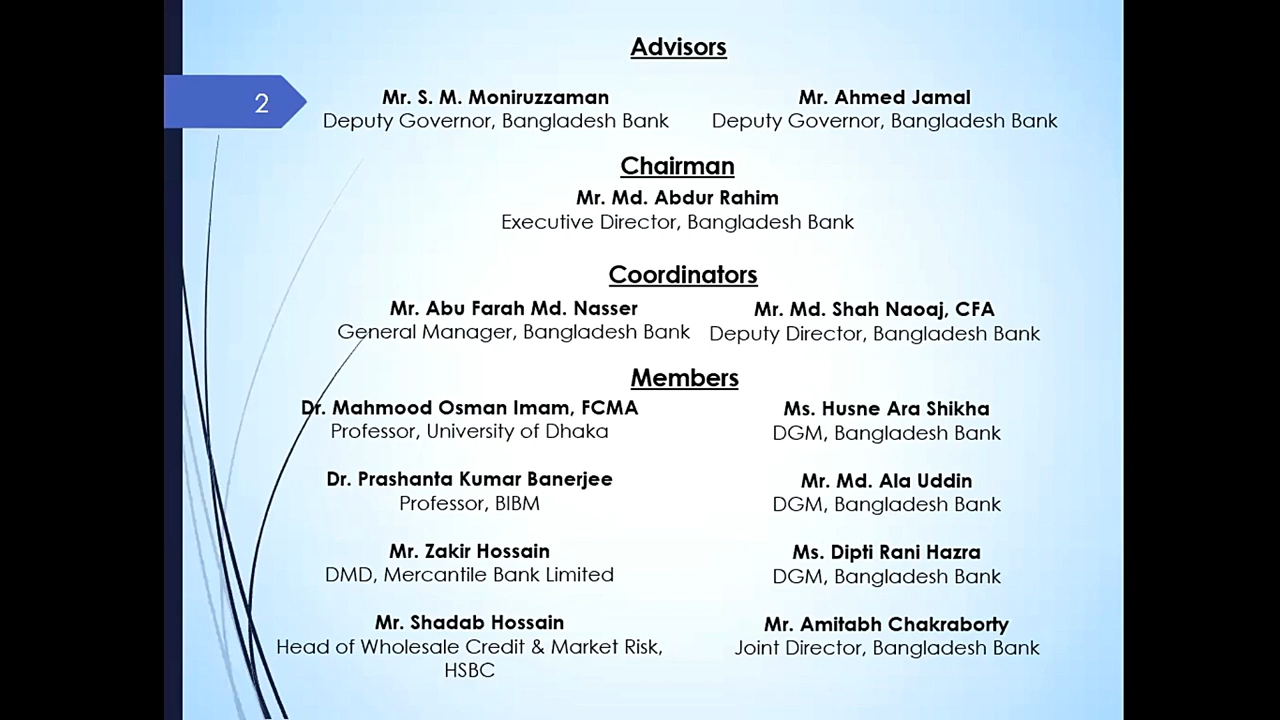 Advisors
2
Mr. S. M. Moniruzzaman
Deputy Governor, Bangladesh Bank
Mr. Ahmed Jamal
Deputy Governor, Bangladesh Bank
Chairman
Mr. Md. Abdur Rahim
Executive Director, Bangladesh Bank
Coordinators
Mr. Abu Farah Md. Nasser
General Manager, Bangladesh Bank
Mr. Md. Shah Naoaj, CFA
Deputy Director, Bangladesh Bank
Members
Dr. Mahmood Osman Imam, FCMA
Professor, University of Dhaka
Ms. Husne Ara Shikha
DGM, Bangladesh Bank
Dr. Prashanta Kumar Banerjee
Professor, BIBM
Mr. Md. Ala Uddin
DGM, Bangladesh Bank
Mr. Zakir Hossain
DMD, Mercantile Bank Limited
Ms. Dipti Rani Hazra
DGM, Bangladesh Bank
Mr. Shadab Hossain
Head of Wholesale Credit & Market Risk,
HSBC
Mr. Amitabh Chakraborty
Joint Director, Bangladesh Bank